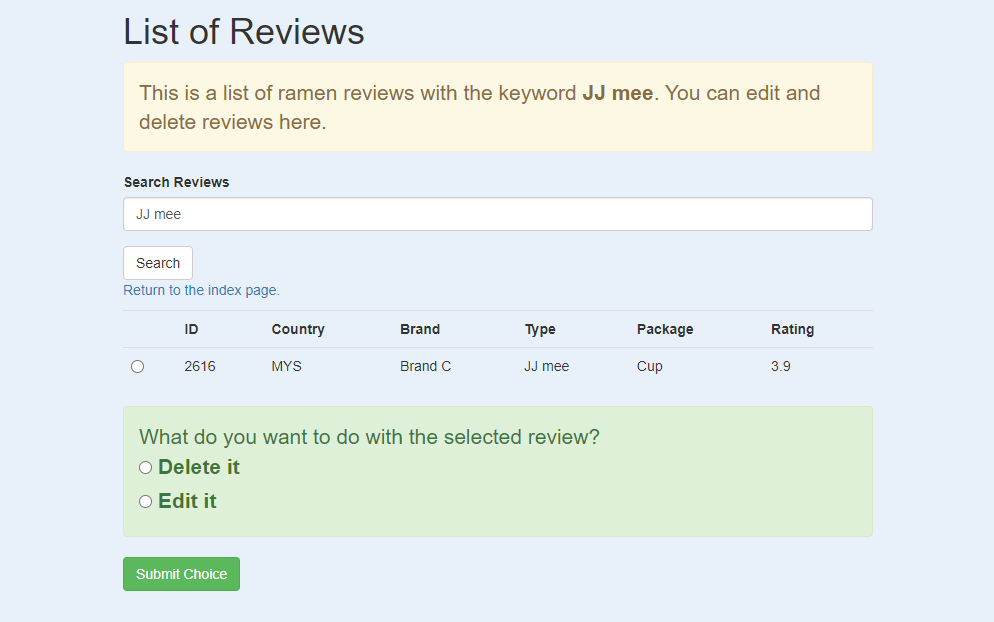 List of Reviews
This is a list of ramen reviews with the keyword JJ mee. You can edit and
delete reviews here.
Search Reviews
JJ mee
Search
Return to the index page.
ID Country Brand Type Package Rating
2616 MYS Brand C JJ mee Cup 3.9
What do you want to do with the selected review?
Delete it
Edit it
Submit Choice